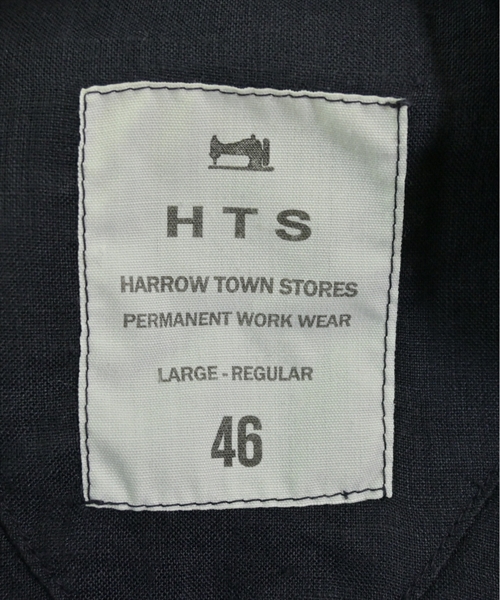 HTS
HARROW TOWN STORES
PERMANENT WORK WEAR
LARGE - REGULAR
46